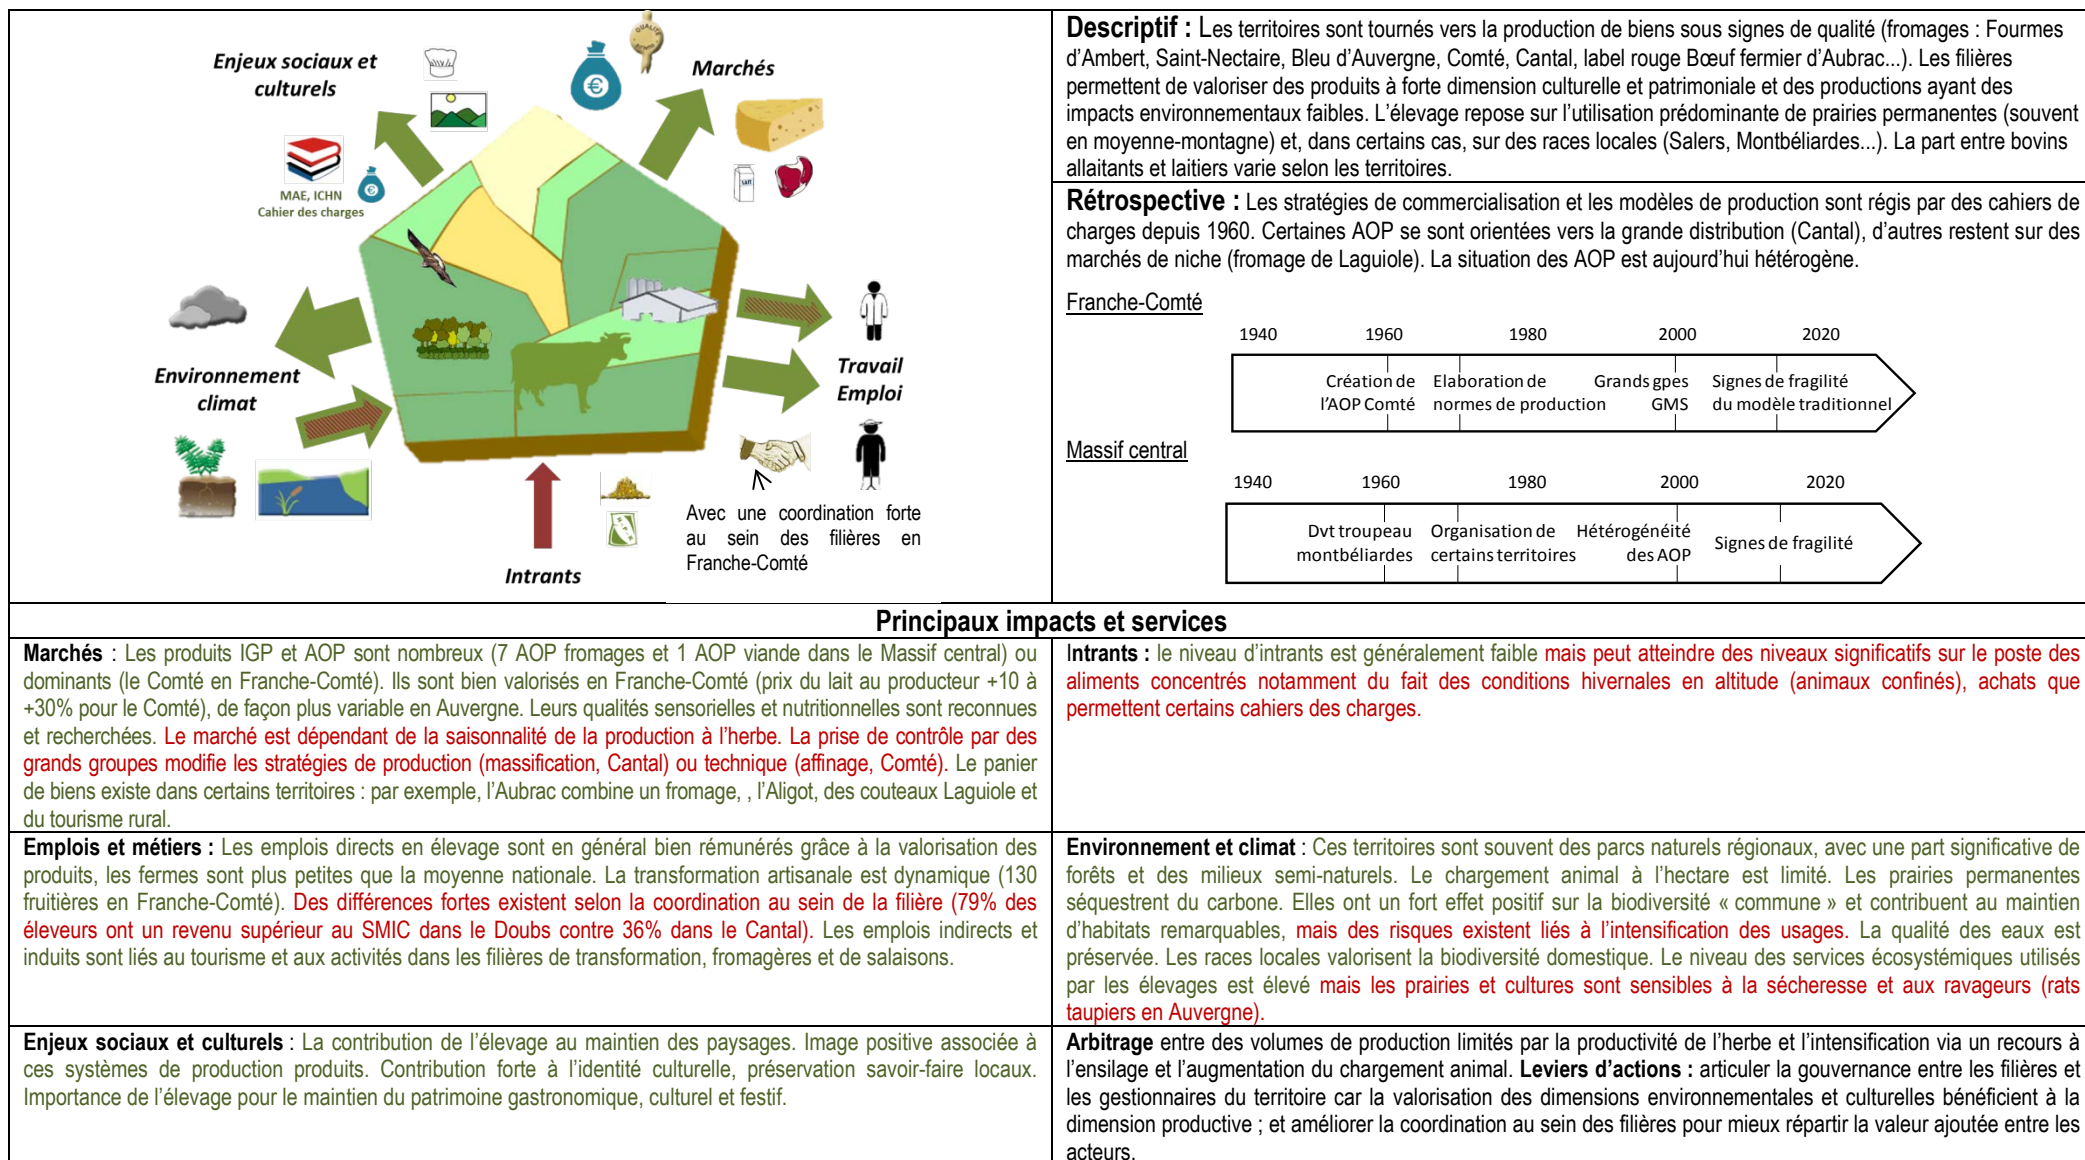 Enjeux sociaux et
culturels
Marchés
QUALITÉ
€
LAIT
MAE, ICHN
Cahier des charges
€
Environnement
climat
Travail
Emploi
Avec une coordination forte
au sein des filières en
Franche-Comté
Intrants
Descriptif : Les territoires sont tournés vers la production de biens sous signes de qualité (fromages : Fourmes
d’Ambert, Saint-Nectaire, Bleu d’Auvergne, Comté, Cantal, label rouge Bœuf fermier d’Aubrac...). Les filières
permettent de valoriser des produits à forte dimension culturelle et patrimoniale et des productions ayant des
impacts environnementaux faibles. L’élevage repose sur l’utilisation prédominante de prairies permanentes (souvent
en moyenne-montagne) et, dans certains cas, sur des races locales (Salers, Montbéliardes...). La part entre bovins
allaitants et laitiers varie selon les territoires.
Rétrospective : Les stratégies de commercialisation et les modèles de production sont régis par des cahiers de
charges depuis 1960. Certaines AOP se sont orientées vers la grande distribution (Cantal), d’autres restent sur des
marchés de niche (fromage de Laguiole). La situation des AOP est aujourd’hui hétérogène.
Franche-Comté
1940 1960 1980 2000 2020
Création de Elaboration de Grands gpes Signes de fragilité
l’AOP Comté normes de production GMS du modèle traditionnel
Massif central
1940 1960 1980 2000 2020
Dvt troupeau Organisation de Hétérogénéité Signes de fragilité
montbéliardes certains territoires des AOP
Principaux impacts et services
Marchés : Les produits IGP et AOP sont nombreux (7 AOP fromages et 1 AOP viande dans le Massif central) ou
dominants (le Comté en Franche-Comté). Ils sont bien valorisés en Franche-Comté (prix du lait au producteur +10 à
+30% pour le Comté), de façon plus variable en Auvergne. Leurs qualités sensorielles et nutritionnelles sont reconnues
et recherchées. Le marché est dépendant de la saisonnalité de la production à l’herbe. La prise de contrôle par des
grands groupes modifie les stratégies de production (massification, Cantal) ou technique (affinage, Comté). Le panier
de biens existe dans certains territoires : par exemple, l’Aubrac combine un fromage, , l’Aligot, des couteaux Laguiole et
du tourisme rural.
Intrants : le niveau d’intrants est généralement faible mais peut atteindre des niveaux significatifs sur le poste des
aliments concentrés notamment du fait des conditions hivernales en altitude (animaux confinés), achats que
permettent certains cahiers des charges.
Emplois et métiers : Les emplois directs en élevage sont en général bien rémunérés grâce à la valorisation des
produits, les fermes sont plus petites que la moyenne nationale. La transformation artisanale est dynamique (130
fruitières en Franche-Comté). Des différences fortes existent selon la coordination au sein de la filière (79% des
éleveurs ont un revenu supérieur au SMIC dans le Doubs contre 36% dans le Cantal). Les emplois indirects et
induits sont liés au tourisme et aux activités dans les filières de transformation, fromagères et de salaisons.
Environnement et climat : Ces territoires sont souvent des parcs naturels régionaux, avec une part significative de
forêts et des milieux semi-naturels. Le chargement animal à l’hectare est limité. Les prairies permanentes
séquestrent du carbone. Elles ont un fort effet positif sur la biodiversité « commune » et contribuent au maintien
d’habitats remarquables, mais des risques existent liés à l’intensification des usages. La qualité des eaux est
préservée. Les races locales valorisent la biodiversité domestique. Le niveau des services écosystémiques utilisés
par les élevages est élevé mais les prairies et cultures sont sensibles à la sécheresse et aux ravageurs (rats
taupiers en Auvergne).
Enjeux sociaux et culturels : La contribution de l’élevage au maintien des paysages. Image positive associée à
ces systèmes de production produits. Contribution forte à l’identité culturelle, préservation savoir-faire locaux.
Importance de l’élevage pour le maintien du patrimoine gastronomique, culturel et festif.
Arbitrage entre des volumes de production limités par la productivité de l’herbe et l’intensification via un recours à
l’ensilage et l’augmentation du chargement animal. Leviers d’actions : articuler la gouvernance entre les filières et
les gestionnaires du territoire car la valorisation des dimensions environnementales et culturelles bénéficient à la
dimension productive ; et améliorer la coordination au sein des filières pour mieux répartir la valeur ajoutée entre les
acteurs.